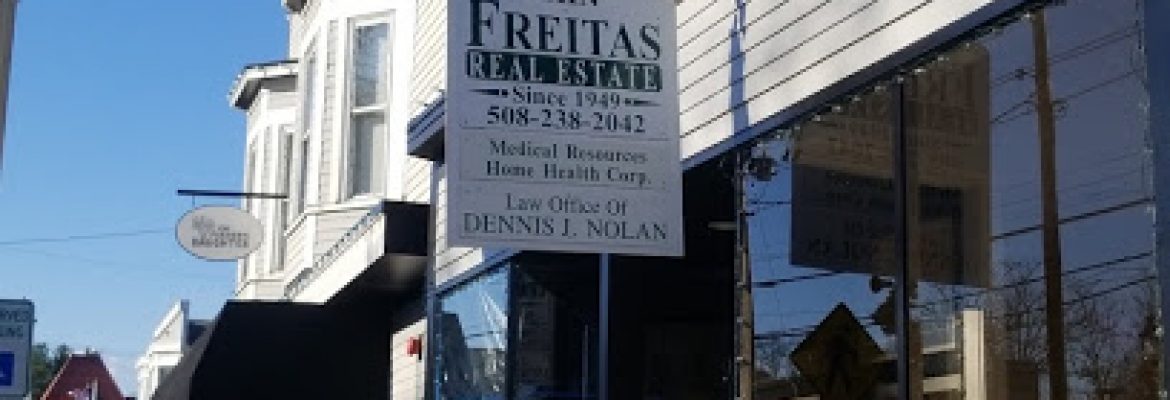 FREITAS
REAL ESTATE
• Since 1949 •
508-238-2042
Medical Resources
Home Health Corp.
Law Office Of
DENNIS J. NOLAN